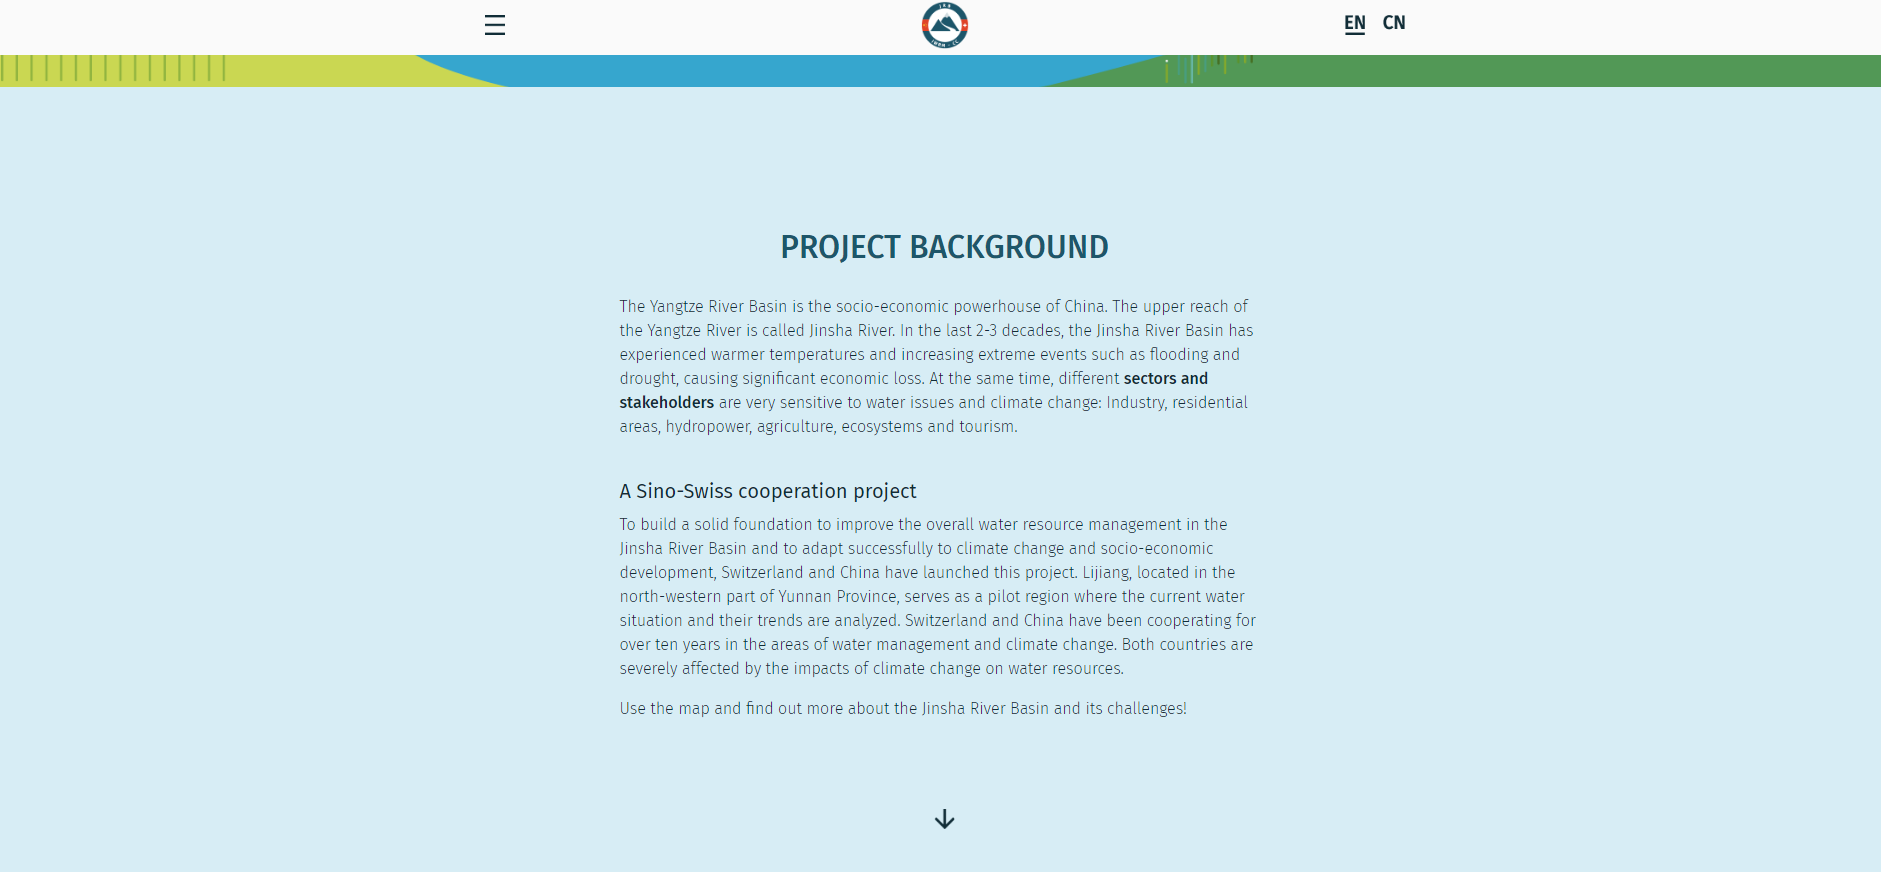 JRB
IWRM - CC
EN CN
PROJECT BACKGROUND
The Yangtze River Basin is the socio-economic powerhouse of China. The upper reach of
the Yangtze River is called Jinsha River. In the last 2-3 decades, the Jinsha River Basin has
experienced warmer temperatures and increasing extreme events such as flooding and
drought, causing significant economic loss. At the same time, different sectors and
stakeholders are very sensitive to water issues and climate change: Industry, residential
areas, hydropower, agriculture, ecosystems and tourism.
A Sino-Swiss cooperation project
To build a solid foundation to improve the overall water resource management in the
Jinsha River Basin and to adapt successfully to climate change and socio-economic
development, Switzerland and China have launched this project. Lijiang, located in the
north-western part of Yunnan Province, serves as a pilot region where the current water
situation and their trends are analyzed. Switzerland and China have been cooperating for
over ten years in the areas of water management and climate change. Both countries are
severely affected by the impacts of climate change on water resources.
Use the map and find out more about the Jinsha River Basin and its challenges!